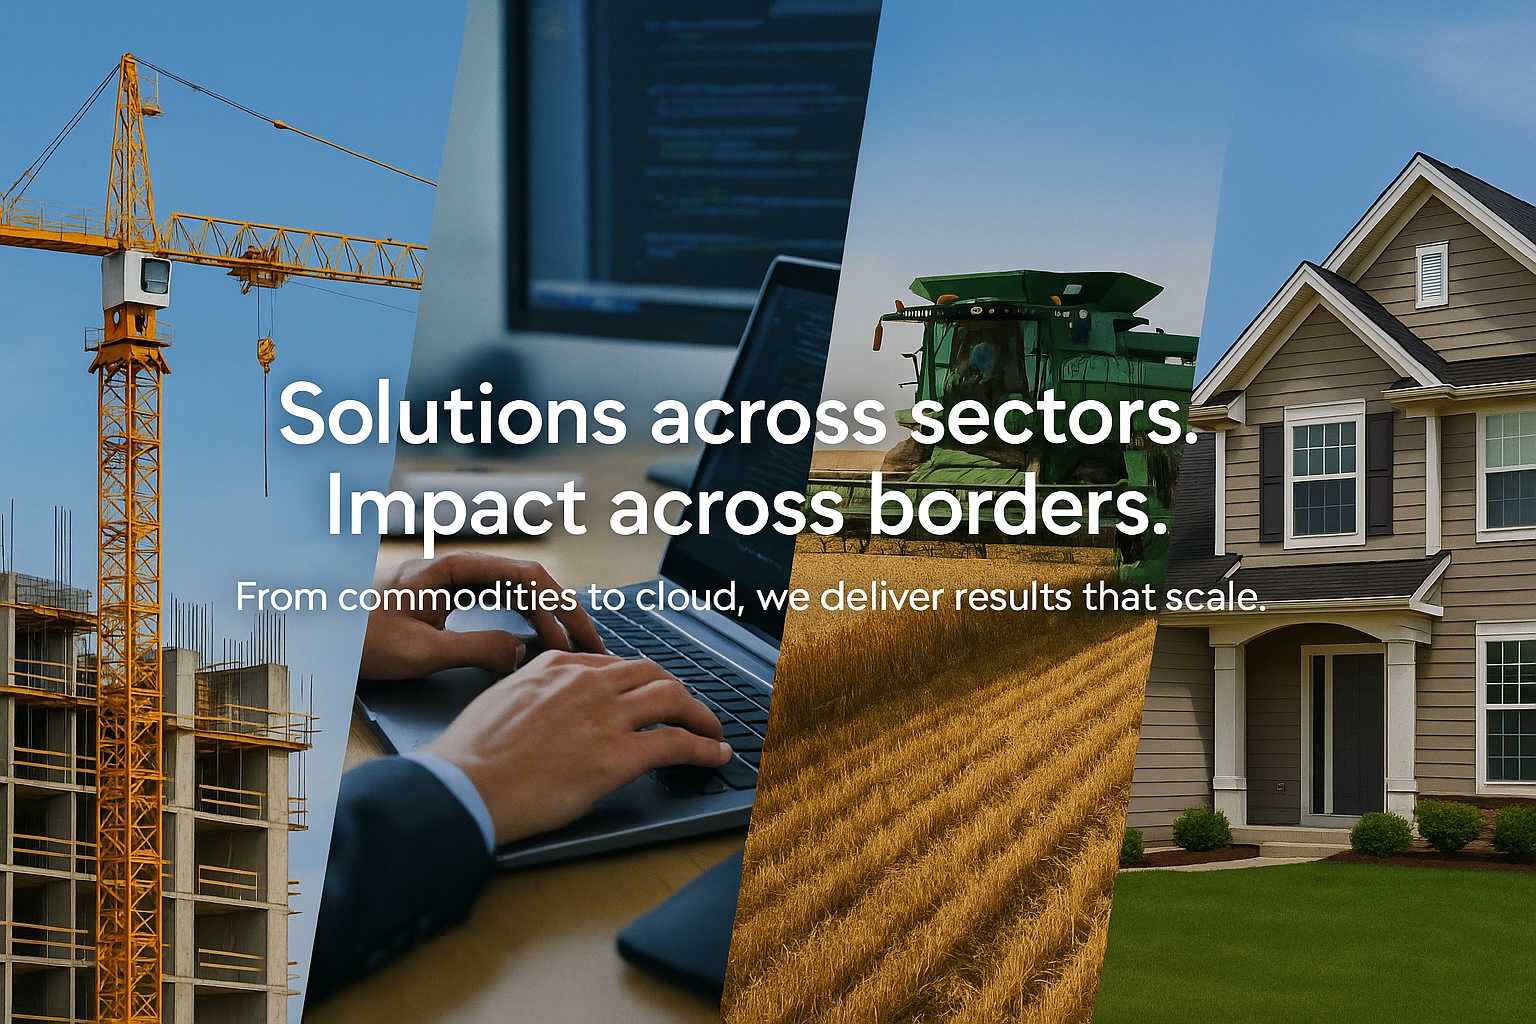 Solutions across sectors.
Impact across borders.
From commodities to cloud, we deliver results that scale.